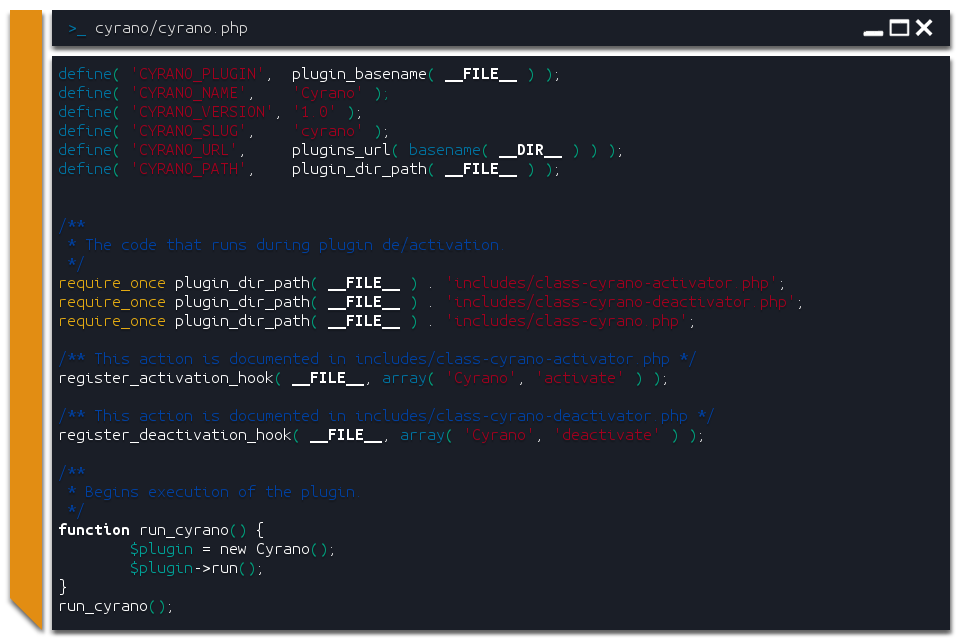 >_ cyrano/cyrano.php
define( 'CYRANO_PLUGIN',  plugin_basename( __FILE__ ) );
define( 'CYRANO_NAME',    'Cyrano' );
define( 'CYRANO_VERSION', '1.0' );
define( 'CYRANO_SLUG',    'cyrano' );
define( 'CYRANO_URL',     plugins_url( basename( __DIR__ ) ) );
define( 'CYRANO_PATH',    plugin_dir_path( __FILE__ ) );
/**
 * The code that runs during plugin de/activation.
 */
require_once plugin_dir_path( __FILE__ ) . 'includes/class-cyrano-activator.php';
require_once plugin_dir_path( __FILE__ ) . 'includes/class-cyrano-deactivator.php';
require_once plugin_dir_path( __FILE__ ) . 'includes/class-cyrano.php';
/** This action is documented in includes/class-cyrano-activator.php */
register_activation_hook( __FILE__, array( 'Cyrano', 'activate' ) );
/** This action is documented in includes/class-cyrano-deactivator.php */
register_deactivation_hook( __FILE__, array( 'Cyrano', 'deactivate' ) );
/**
 * Begins execution of the plugin.
 */
function run_cyrano() {
        $plugin = new Cyrano();
        $plugin->run();
}
run_cyrano();